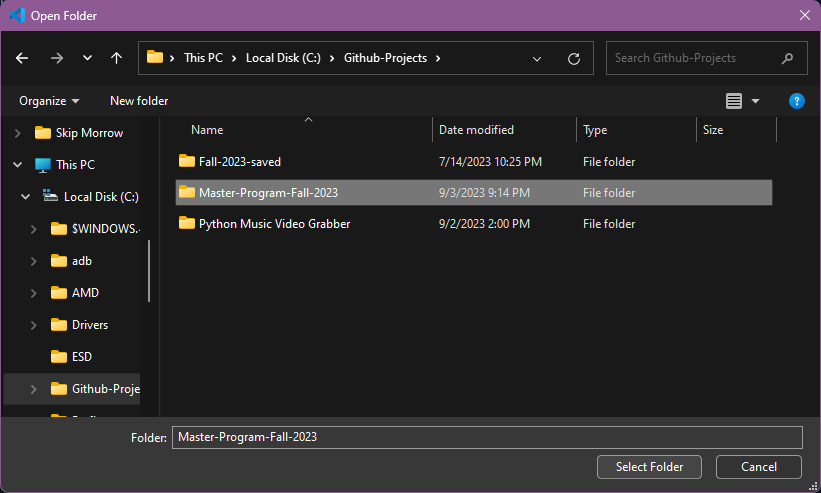 Open Folder
This PC > Local Disk (C:) > Github-Projects >
Search Github-Projects
Organize New folder
?
Skip Morrow
This PC
Local Disk (C:)
$WINDOWS.
adb
AMD
Drivers
ESD
Github-Proje
Name Date modified Type Size
Fall-2023-saved 7/14/2023 10:25 PM File folder
Master-Program-Fall-2023 9/3/2023 9:14 PM File folder
Python Music Video Grabber 9/2/2023 2:00 PM File folder
Folder: Master-Program-Fall-2023
Select Folder Cancel